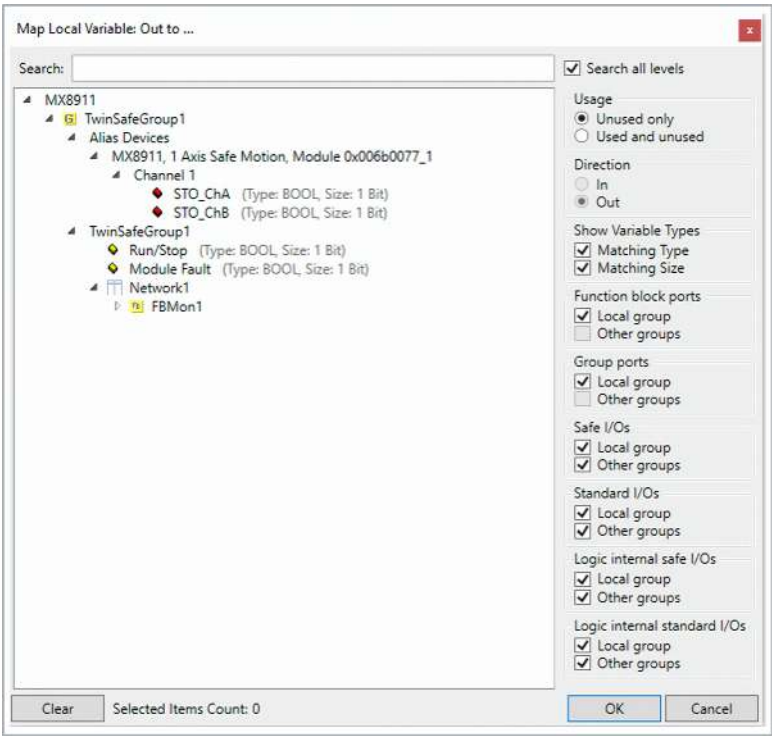 Map Local Variable: Out to ...
x
Search:
Search all levels
MX8911
G TwinSafeGroup1
Alias Devices
MX8911, 1 Axis Safe Motion, Module 0x006b0077_1
Channel 1
STO_ChA (Type: BOOL, Size: 1 Bit)
STO_ChB (Type: BOOL, Size: 1 Bit)
TwinSafeGroup1
Run/Stop (Type: BOOL, Size: 1 Bit)
Module Fault (Type: BOOL, Size: 1 Bit)
Network1
FBMon1
Usage
Unused only
Used and unused
Direction
In
Out
Show Variable Types
Matching Type
Matching Size
Function block ports
Local group
Other groups
Group ports
Local group
Other groups
Safe I/Os
Local group
Other groups
Standard I/Os
Local group
Other groups
Logic internal safe I/Os
Local group
Other groups
Logic internal standard I/Os
Local group
Other groups
Clear
Selected Items Count: 0
OK
Cancel